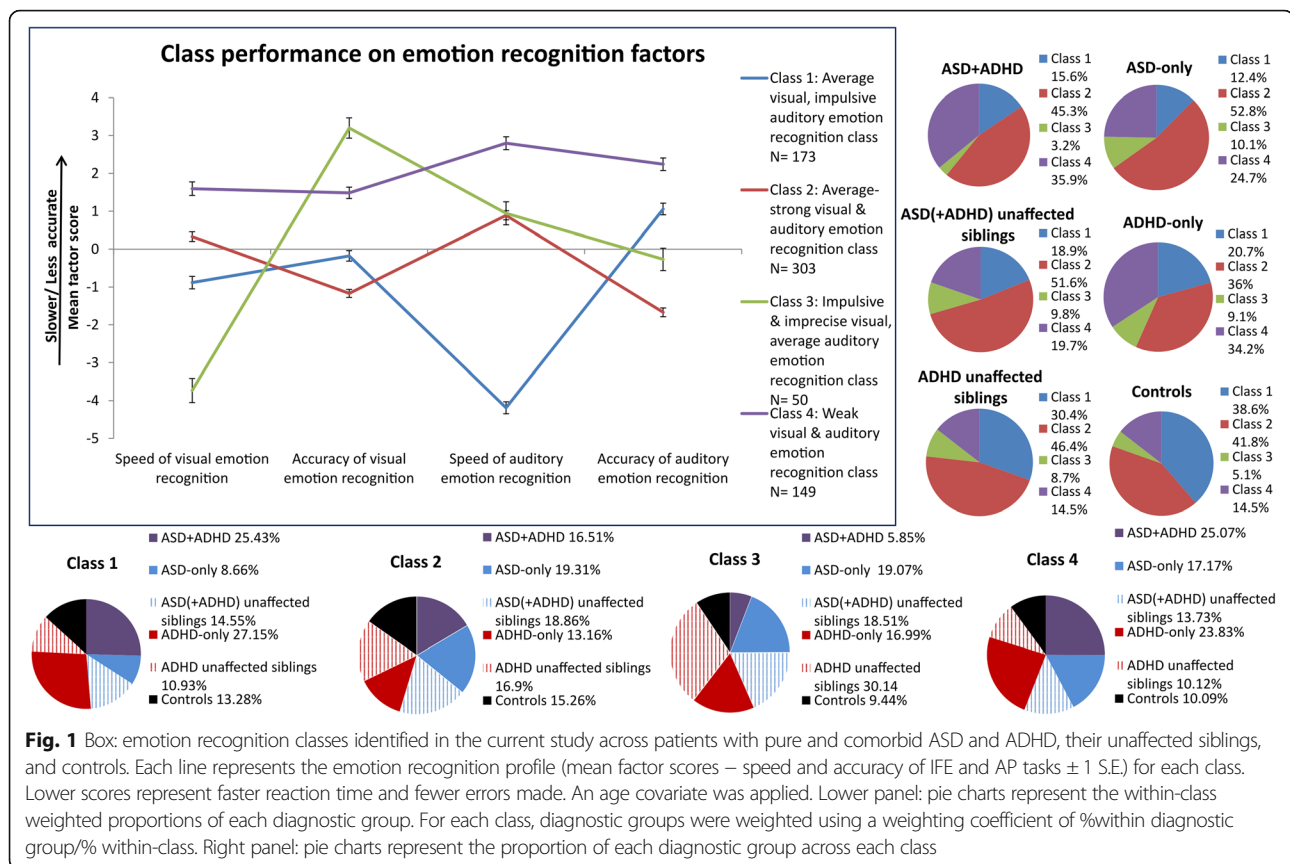 Class performance on emotion recognition factors
Slower/ Less accurate
Mean factor score
4
3
2
1
0
-1
-2
-3
-4
-5
Speed of visual emotion
recognition
Accuracy of visual
emotion recognition
Speed of auditory
emotion recognition
Accuracy of auditory
emotion recognition
Class 1: Average
visual, impulsive
auditory emotion
recognition class
N= 173
Class 2: Average-
strong visual &
auditory emotion
recognition class
N= 303
Class 3: Impulsive
& imprecise visual,
average auditory
emotion
recognition class
N= 50
Class 4: Weak
visual & auditory
emotion
recognition class
N= 149
ASD+ADHD
Class 1
15.6%
Class 2
45.3%
Class 3
3.2%
Class 4
35.9%
ASD-only
Class 1
12.4%
Class 2
52.8%
Class 3
10.1%
Class 4
24.7%
ASD(+ADHD) unaffected
siblings
Class 1
18.9%
Class 2
51.6%
Class 3
9.8%
Class 4
19.7%
ADHD-only
Class 1
20.7%
Class 2
36%
Class 3
9.1%
Class 4
34.2%
ADHD unaffected
siblings
Class 1
30.4%
Class 2
46.4%
Class 3
8.7%
Class 4
14.5%
Controls
Class 1
38.6%
Class 2
41.8%
Class 3
5.1%
Class 4
14.5%
Class 1
ASD+ADHD 25.43%
ASD-only 8.66%
ASD(+ADHD) unaffected
siblings 14.55%
ADHD-only 27.15%
ADHD unaffected siblings
10.93%
Controls 13.28%
Class 2
ASD+ADHD 16.51%
ASD-only 19.31%
ASD(+ADHD) unaffected
siblings 18.86%
ADHD-only 13.16%
ADHD unaffected siblings
16.9%
Controls 15.26%
Class 3
ASD+ADHD 5.85%
ASD-only 19.07%
ASD(+ADHD) unaffected
siblings 18.51%
ADHD-only 16.99%
ADHD unaffected
siblings 30.14
Controls 9.44%
Class 4
ASD+ADHD 25.07%
ASD-only 17.17%
ASD(+ADHD) unaffected
siblings 13.73%
ADHD-only 23.83%
ADHD unaffected
siblings 10.12%
Controls 10.09%
Fig. 1 Box: emotion recognition classes identified in the current study across patients with pure and comorbid ASD and ADHD, their unaffected siblings,
and controls. Each line represents the emotion recognition profile (mean factor scores – speed and accuracy of IFE and AP tasks ± 1 S.E.) for each class.
Lower scores represent faster reaction time and fewer errors made. An age covariate was applied. Lower panel: pie charts represent the within-class
weighted proportions of each diagnostic group. For each class, diagnostic groups were weighted using a weighting coefficient of %within diagnostic
group/% within-class. Right panel: pie charts represent the proportion of each diagnostic group across each class